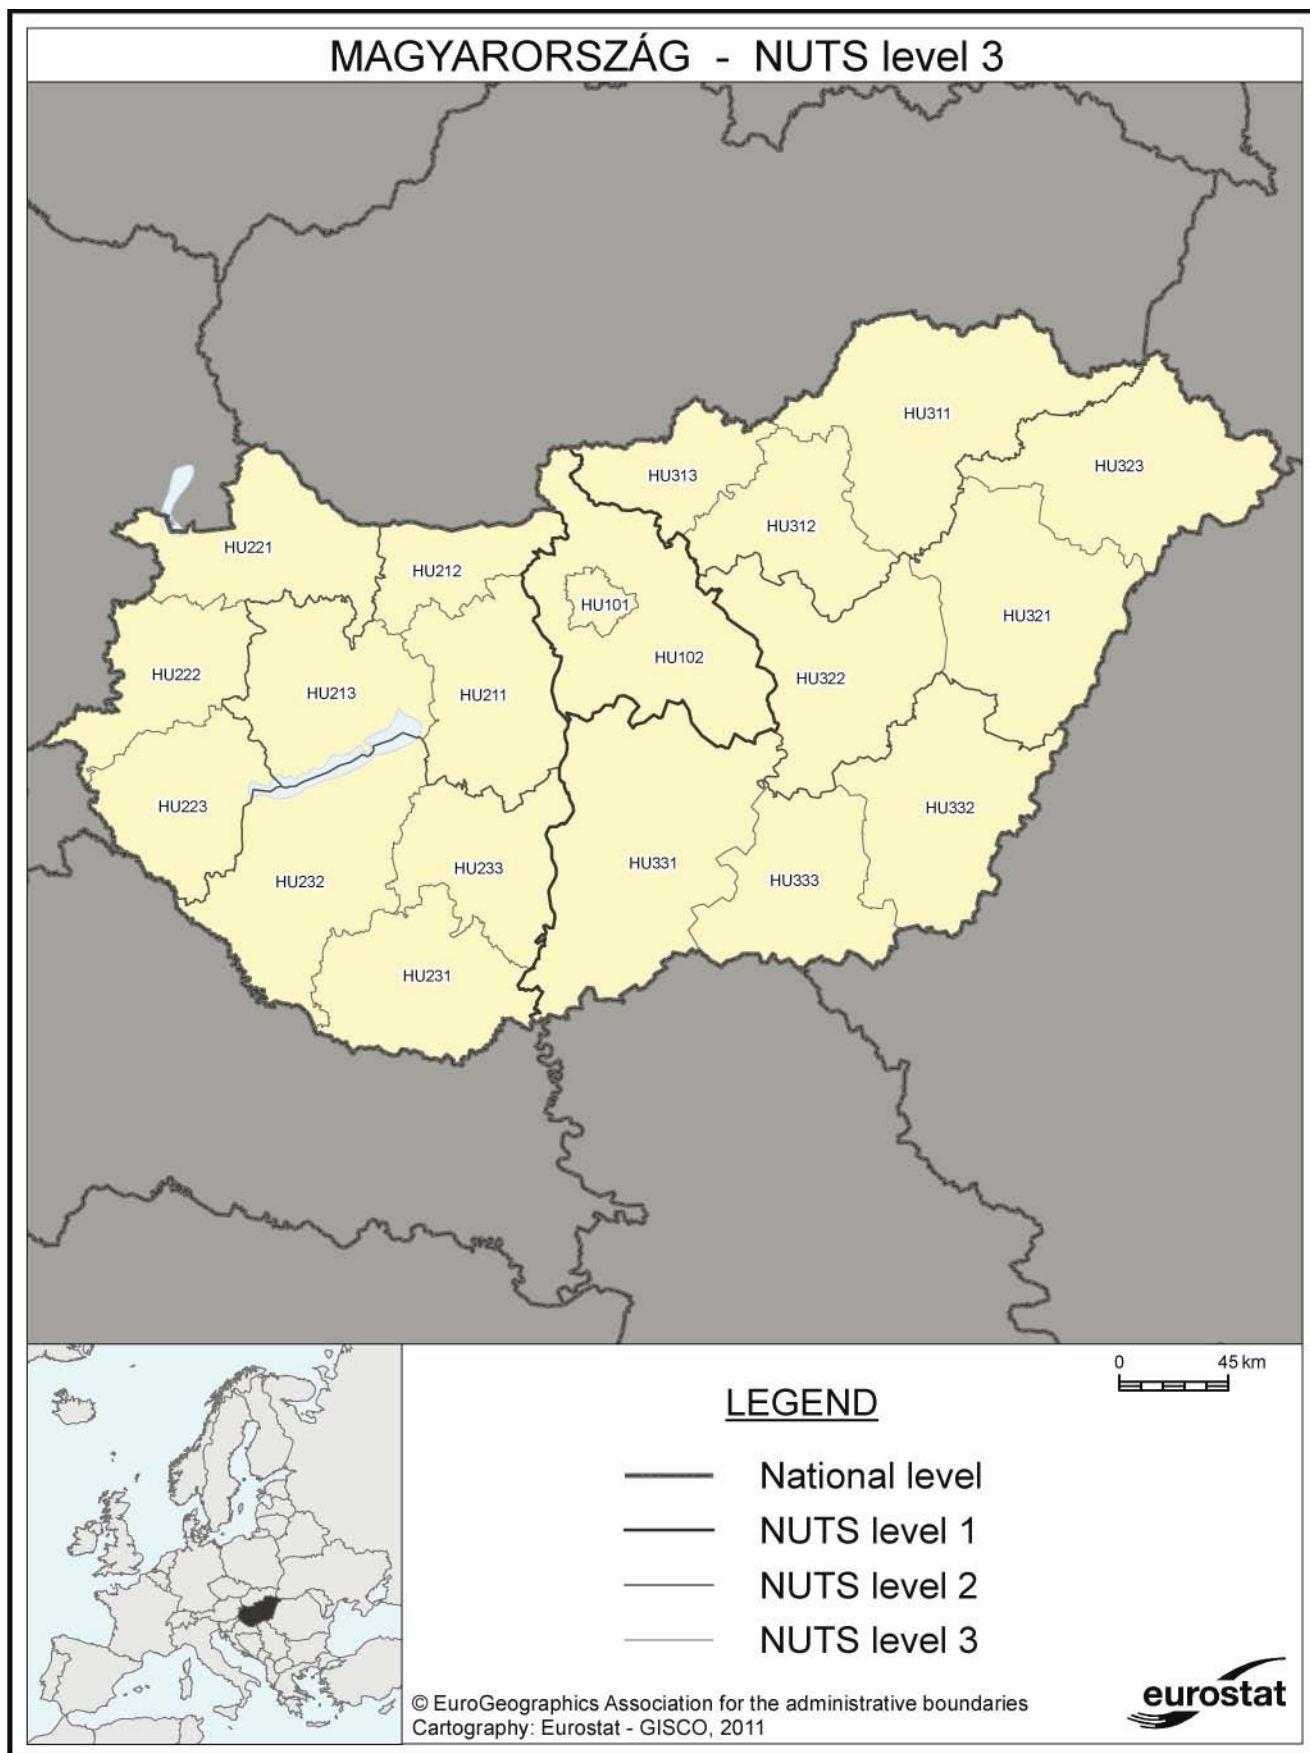 MAGYARORSZÁG - NUTS level 3
HU311
HU323
HU313
HU312
HU221
HU212
HU101
HU321
HU102
HU222
HU322
HU213
HU211
HU223
HU332
HU331
HU233
HU333
HU232
HU231
0 45 km
LEGEND
National level
NUTS level 1
NUTS level 2
NUTS level 3
© EuroGeographics Association for the administrative boundaries
Cartography: Eurostat - GISCO, 2011
eurostat